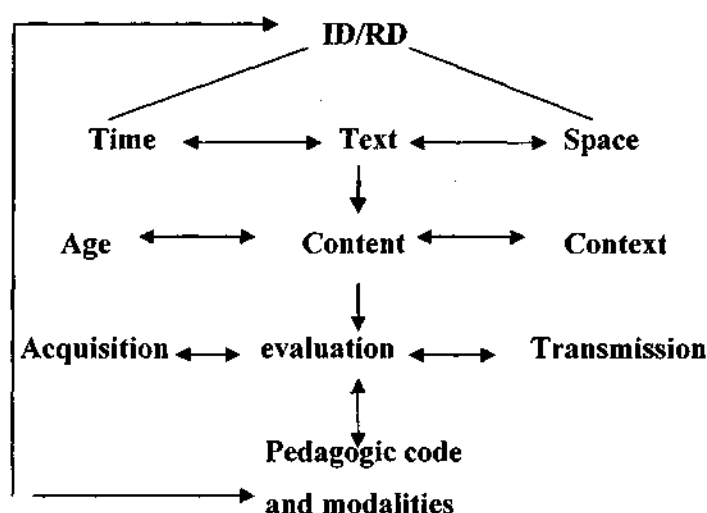 ID/RD
Time Text Space
Age Content Context
Acquisition evaluation Transmission
Pedagogic code
and modalities